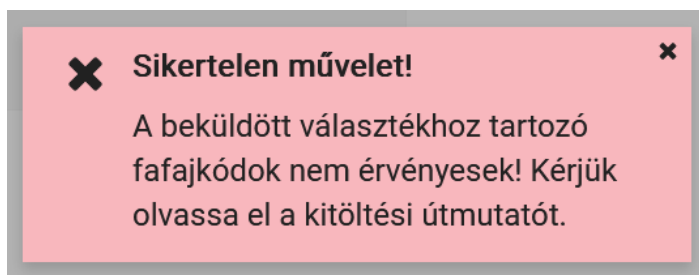 Sikertelen művelet!
A beküldött választékhoz tartozó
fafajkódok nem érvényesek! Kérjük
olvassa el a kitöltési útmutatót.